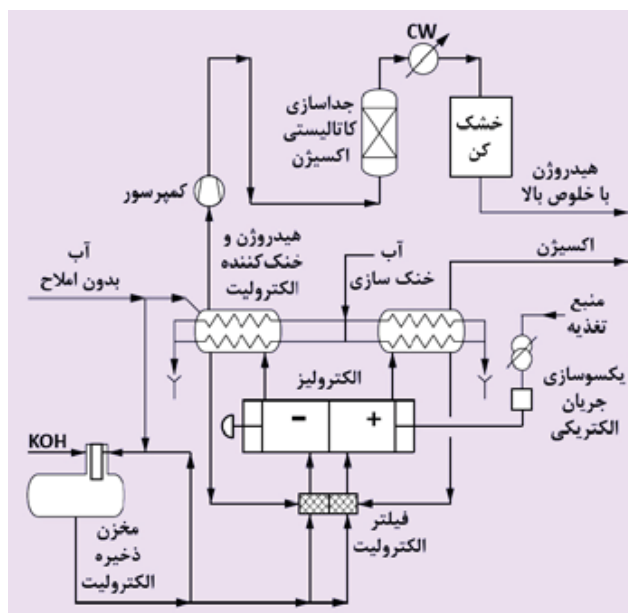 CW
جداسازی
کاتالیستی
اکسیژن
خشک
کن
کمپرسور
هیدروژن
با خلوص بالا
هیدروژن و
خنک‌کننده
الکترولیت
آب
خنک سازی
اکسیژن
آب
بدون املاح
منبع
تغذیه
الکترولیز
یکسوسازی
جریان
الکتریکی
-
+
KOH
مخزن
ذخیره
الکترولیت
فیلتر
الکترولیت